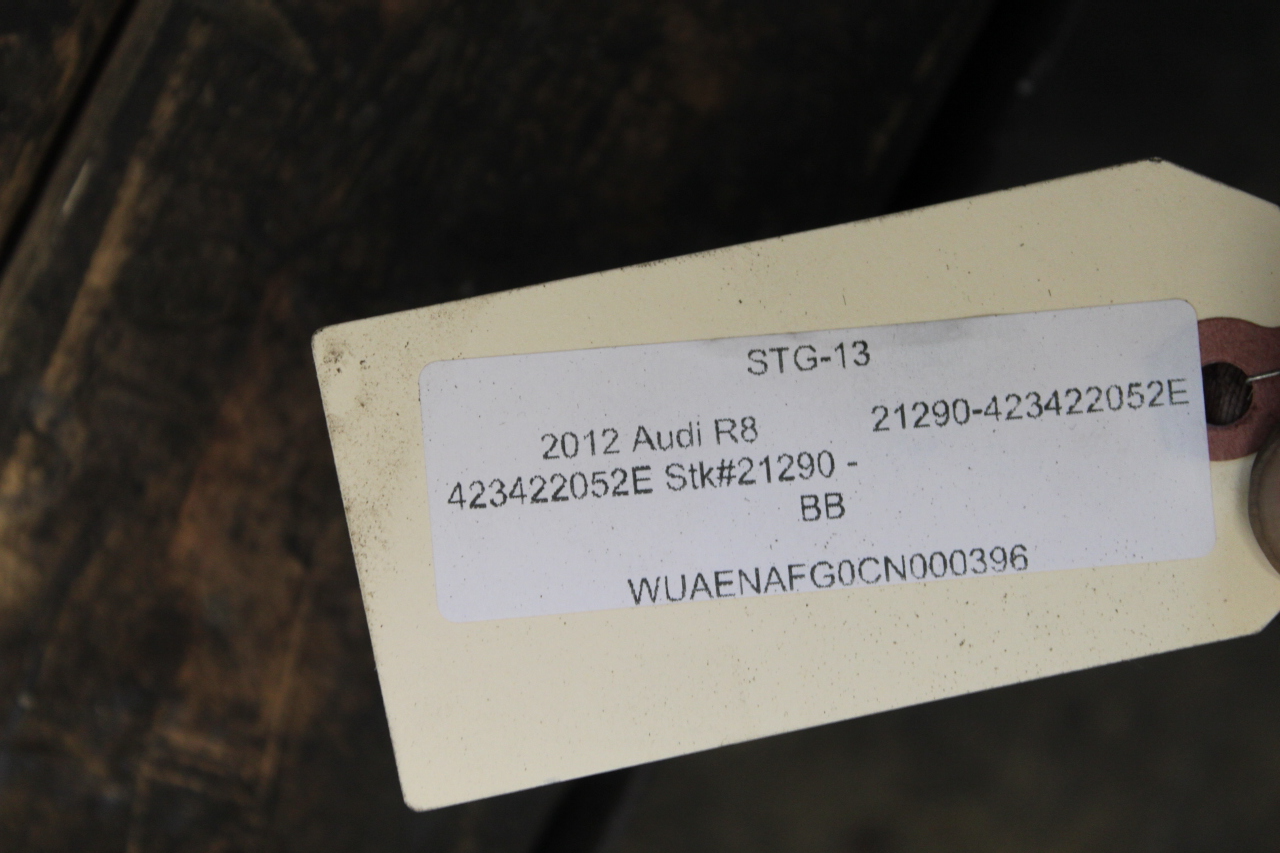 STG-13
2012 Audi R8 21290-423422052E
423422052E Stk#21290 -
BB
WUAENAFG0CN000396